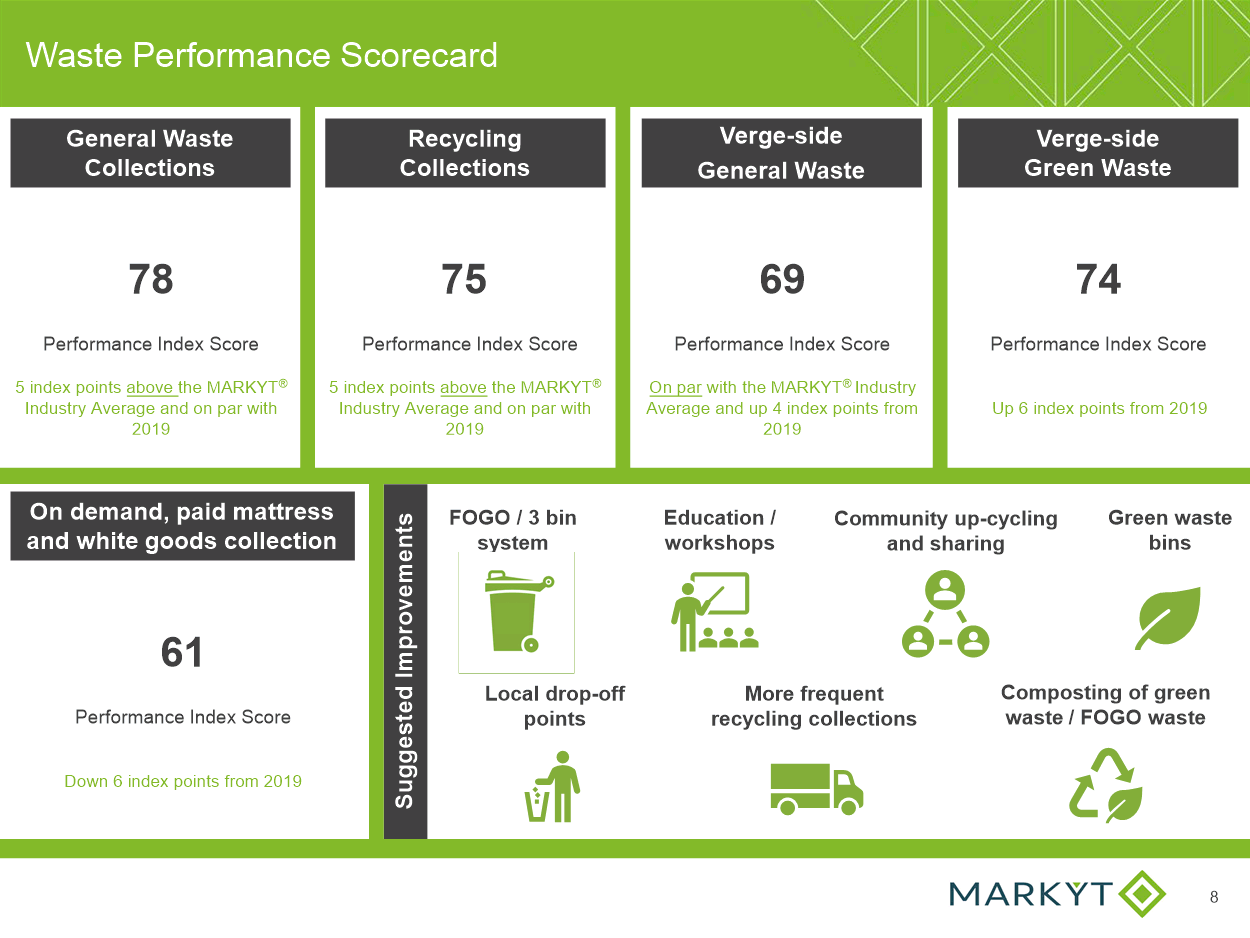 Waste Performance Scorecard
General Waste
Collections
78
Performance Index Score
5 index points above the MARKYT®
Industry Average and on par with
2019
Recycling
Collections
75
Performance Index Score
5 index points above the MARKYT®
Industry Average and on par with
2019
Verge-side
General Waste
69
Performance Index Score
On par with the MARKYT® Industry
Average and up 4 index points from
2019
Verge-side
Green Waste
74
Performance Index Score
Up 6 index points from 2019
On demand, paid mattress
and white goods collection
61
Performance Index Score
Down 6 index points from 2019
Suggested Improvements
FOGO / 3 bin
system
Education /
workshops
Community up-cycling
and sharing
Green waste
bins
Local drop-off
points
More frequent
recycling collections
Composting of green
waste / FOGO waste
MARKYT
8